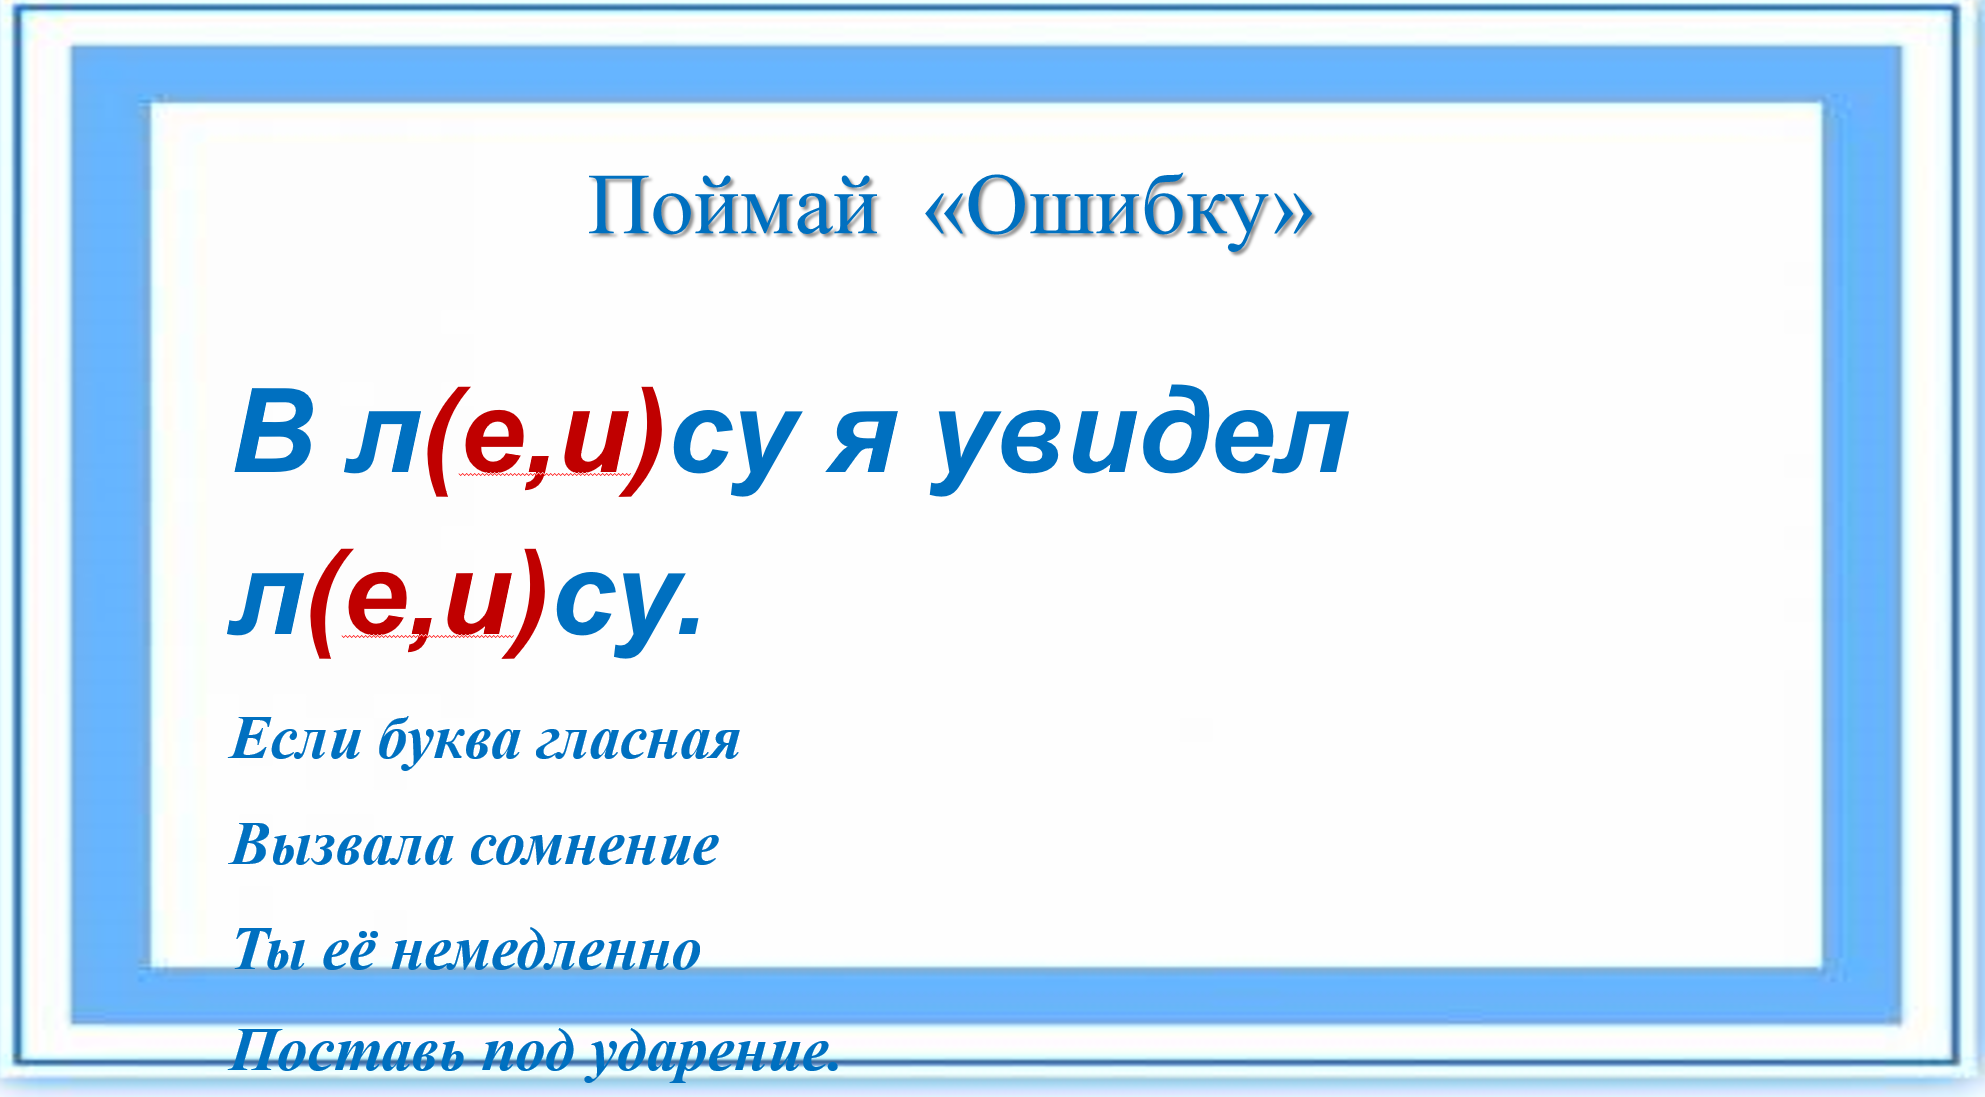 Поймай «Ошибку»
В л(е,и)су я увидел
л(е,и)су.
Если буква гласная
Вызвала сомнение
Ты её немедленно
Поставь под ударение.